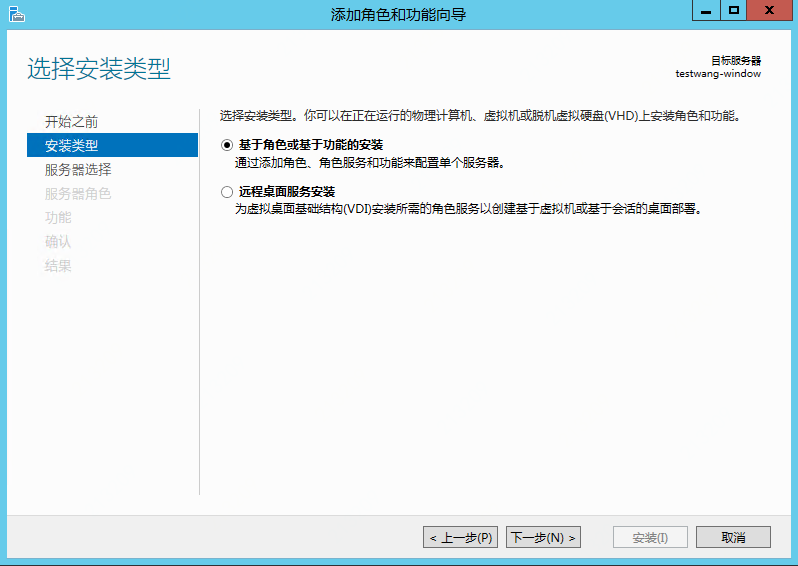 添加角色和功能向导
选择安装类型
目标服务器
testwang-window
开始之前
安装类型
服务器选择
服务器角色
功能
确认
结果
选择安装类型。你可以在正在运行的物理计算机、虚拟机或脱机虚拟硬盘(VHD)上安装角色和功能。
基于角色或基于功能的安装
通过添加角色、角色服务和功能来配置单个服务器。
远程桌面服务安装
为虚拟桌面基础结构(VDI)安装所需的角色服务以创建基于虚拟机或基于会话的桌面部署。
< 上一步(P) 下一步(N) > 安装(I) 取消